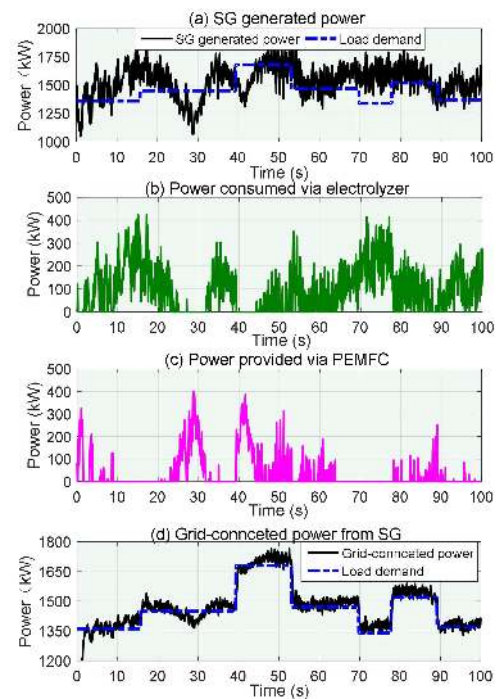 (a) SG generated power
SG generated power
Load demand
Power (kW)
2000
1750
1500
1250
1000
0 10 20 30 40 50 60 70 80 90 100
Time (s)
(b) Power consumed via electrolyzer
Power (kW)
500
400
300
200
100
0
0 10 20 30 40 50 60 70 80 90 100
Time (s)
(c) Power provided via PEMFC
Power (kW)
500
400
300
200
100
0
0 10 20 30 40 50 60 70 80 90 100
Time (s)
(d) Grid-connceted power from SG
Grid-conncated power
Load demand
Power (kW)
1800
1650
1500
1350
1200
0 10 20 30 40 50 60 70 80 90 100
Time (s)